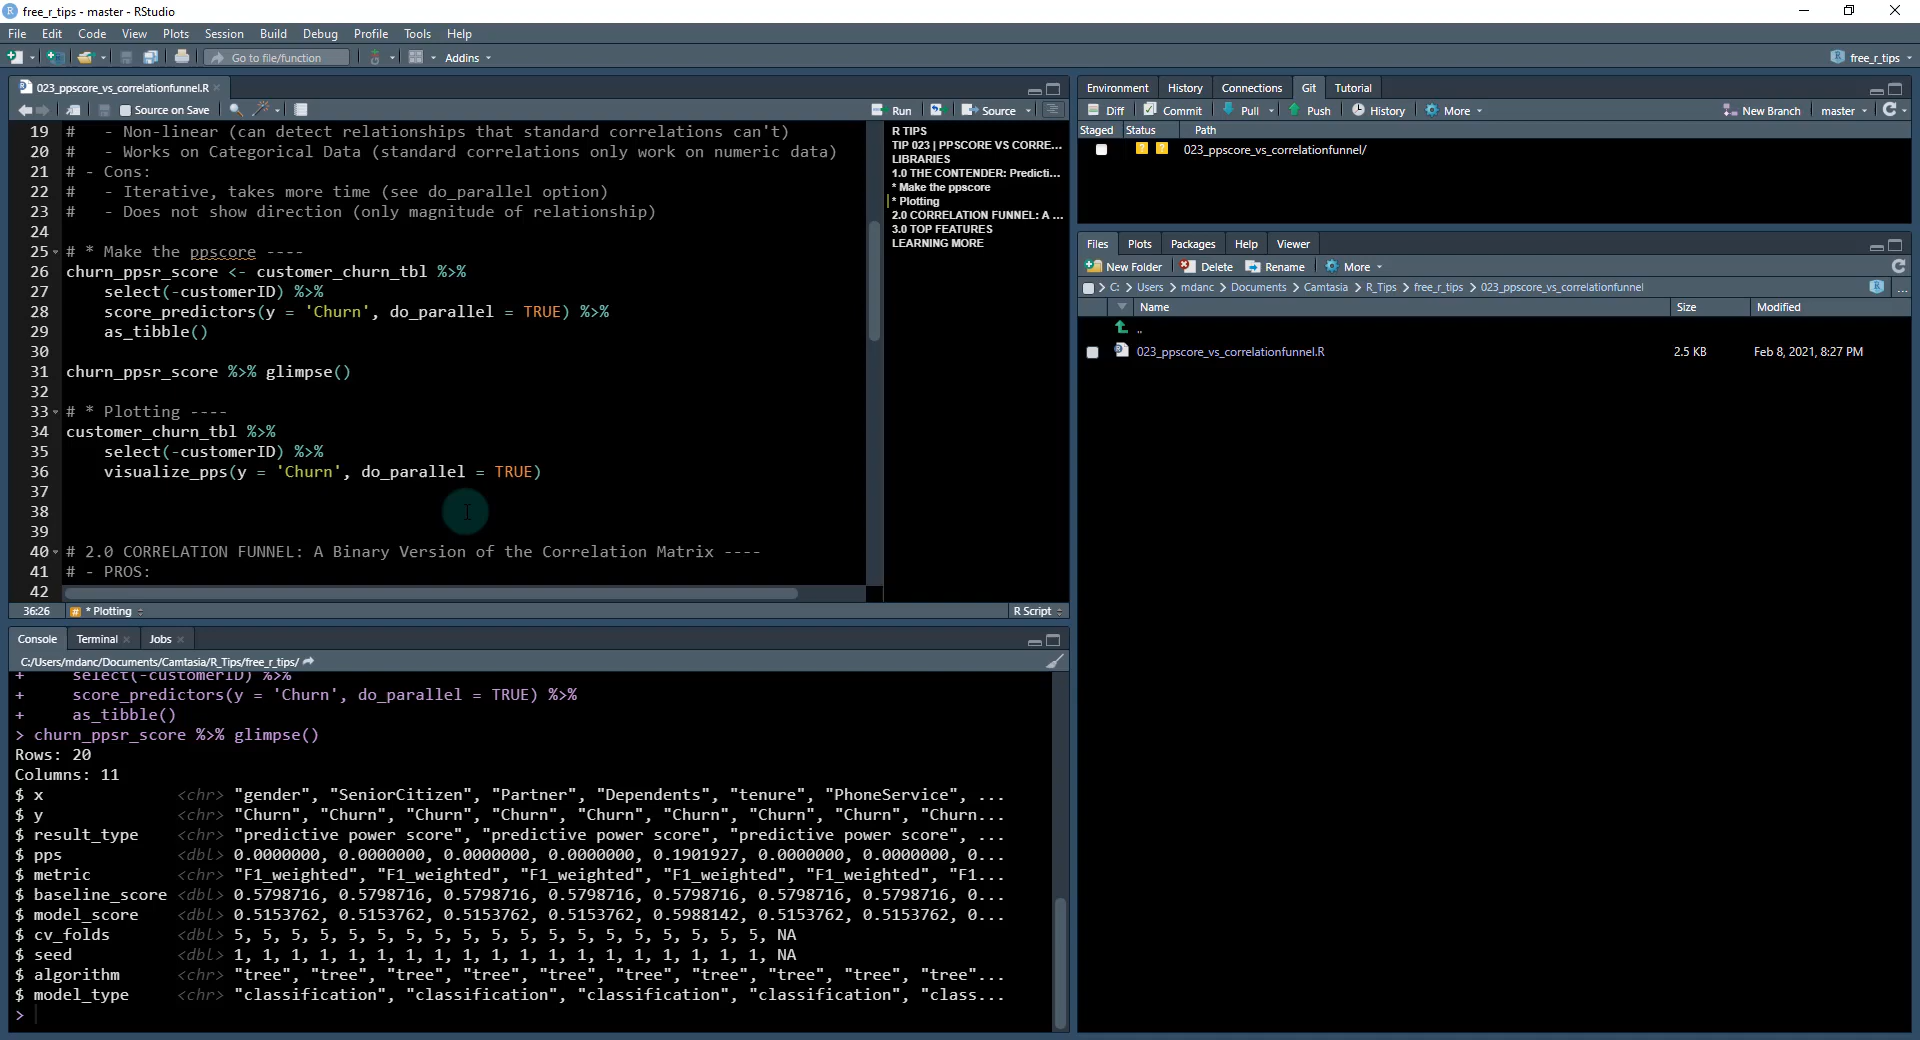 free_r_tips - master - RStudio
File Edit Code View Plots Session Build Debug Profile Tools Help
Go to file/function Addins free_r_tips
023_ppscore_vs_correlationfunnel.R
Source on Save Run Source
19 #   - Non-linear (can detect relationships that standard correlations can't)
20 #   - Works on Categorical Data (standard correlations only work on numeric data)
21 # - Cons:
22 #   - Iterative, takes more time (see do_parallel option)
23 #   - Does not show direction (only magnitude of relationship)
24
25 # * Make the ppscore ----
26 churn_ppsr_score <- customer_churn_tbl %>%
27     select(-customerID) %>%
28     score_predictors(y = 'Churn', do_parallel = TRUE) %>%
29     as_tibble()
30
31 churn_ppsr_score %>% glimpse()
32
33 # * Plotting ----
34 customer_churn_tbl %>%
35     select(-customerID) %>%
36     visualize_pps(y = 'Churn', do_parallel = TRUE)
37
38
39
40 # 2.0 CORRELATION FUNNEL: A Binary Version of the Correlation Matrix ----
41 # - PROS:
42
36:26 # * Plotting R Script
R TIPS
TIP 023 | PPSCORE VS CORRE...
LIBRARIES
1.0 THE CONTENDER: Predicti...
* Make the ppscore
* Plotting
2.0 CORRELATION FUNNEL: A ...
3.0 TOP FEATURES
LEARNING MORE
Console Terminal Jobs
C:/Users/mdanc/Documents/Camtasia/R_Tips/free_r_tips/
+     select(-customerID) %>%
+     score_predictors(y = 'Churn', do_parallel = TRUE) %>%
+     as_tibble()
> churn_ppsr_score %>% glimpse()
Rows: 20
Columns: 11
$ x              <chr> "gender", "SeniorCitizen", "Partner", "Dependents", "tenure", "PhoneService", ...
$ y              <chr> "Churn", "Churn", "Churn", "Churn", "Churn", "Churn", "Churn", "Churn", "Churn...
$ result_type    <chr> "predictive power score", "predictive power score", "predictive power score", ...
$ pps            <dbl> 0.0000000, 0.0000000, 0.0000000, 0.0000000, 0.1901927, 0.0000000, 0.0000000, 0...
$ metric         <chr> "F1_weighted", "F1_weighted", "F1_weighted", "F1_weighted", "F1_weighted", "F1...
$ baseline_score <dbl> 0.5798716, 0.5798716, 0.5798716, 0.5798716, 0.5798716, 0.5798716, 0.5798716, 0...
$ model_score    <dbl> 0.5153762, 0.5153762, 0.5153762, 0.5153762, 0.5988142, 0.5153762, 0.5153762, 0...
$ cv_folds       <dbl> 5, 5, 5, 5, 5, 5, 5, 5, 5, 5, 5, 5, 5, 5, 5, 5, 5, 5, 5, NA
$ seed           <dbl> 1, 1, 1, 1, 1, 1, 1, 1, 1, 1, 1, 1, 1, 1, 1, 1, 1, 1, 1, NA
$ algorithm      <chr> "tree", "tree", "tree", "tree", "tree", "tree", "tree", "tree", "tree", "tree"...
$ model_type     <chr> "classification", "classification", "classification", "classification", "class...
>
Environment History Connections Git Tutorial
Diff Commit Pull Push History More New Branch master
Staged Status Path
? ? 023_ppscore_vs_correlationfunnel/
Files Plots Packages Help Viewer
New Folder Delete Rename More
C: > Users > mdanc > Documents > Camtasia > R_Tips > free_r_tips > 023_ppscore_vs_correlationfunnel ...
Name Size Modified
..
023_ppscore_vs_correlationfunnel.R 2.5 KB Feb 8, 2021, 8:27 PM